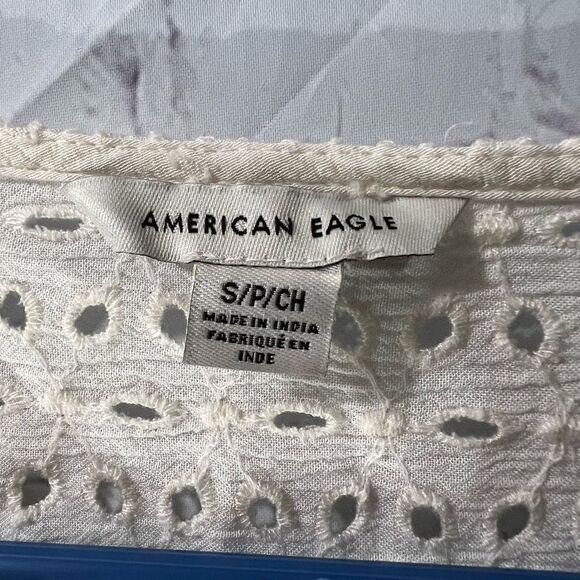 AMERICAN EAGLE
S/P/CH
MADE IN INDIA
FABRIQUÉ EN
INDE